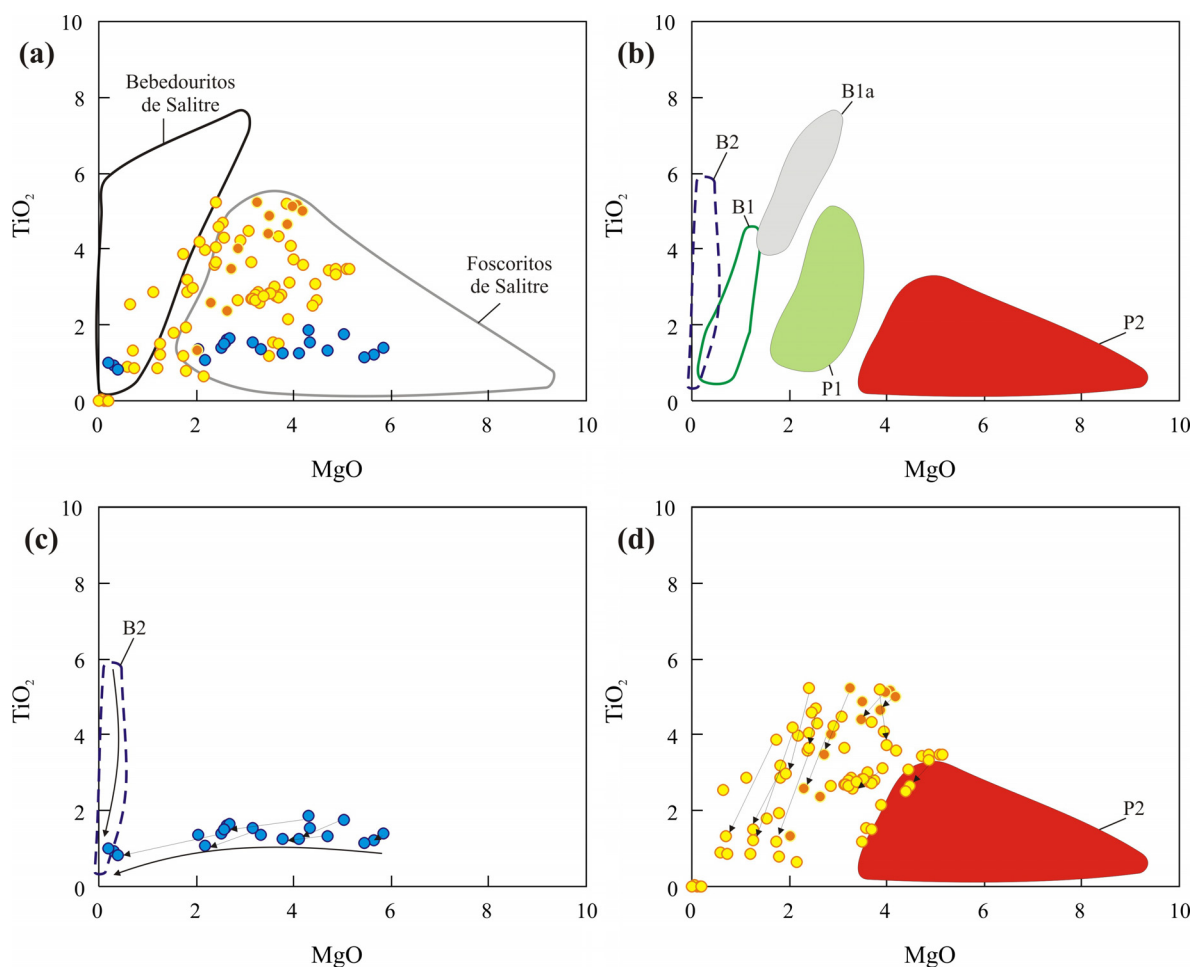 (a)
10
8
6
4
2
0
TiO₂
Bebedouritos
de Salitre
Foscoritos
de Salitre
0 2 4 6 8 10
MgO
(b)
10
8
6
4
2
0
TiO₂
B1a
B2
B1
P1
P2
0 2 4 6 8 10
MgO
(c)
10
8
6
4
2
0
TiO₂
B2
0 2 4 6 8 10
MgO
(d)
10
8
6
4
2
0
TiO₂
P2
0 2 4 6 8 10
MgO